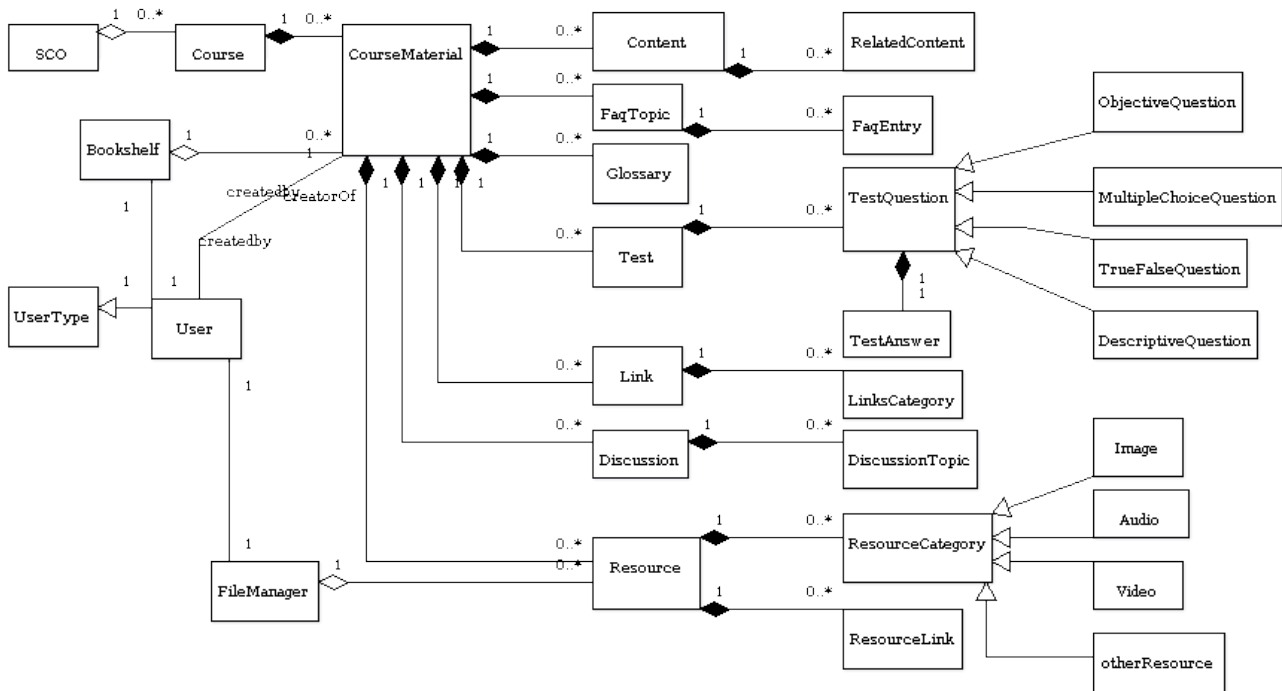 1 0..* 1 0..* 1 0..* 1 0..*
SCO
Course
CourseMaterial
Content
RelatedContent
1 0..*
FaqTopic
1 0..*
FaqEntry
ObjectiveQuestion
Bookshelf
1 0..*
1
1 0..*
Glossary
createdby
creatorOf
createdby
1 1 1 1
TestQuestion
MultipleChoiceQuestion
1
0..*
Test
1 0..*
TrueFalseQuestion
1
1
1 1
UserType
User
TestAnswer
DescriptiveQuestion
1
0..*
Link
1 0..*
LinksCategory
0..*
Discussion
1 0..*
DiscussionTopic
Image
1
FileManager
1
0..*
0..*
Resource
1 0..*
ResourceCategory
Audio
Video
1 0..*
ResourceLink
otherResource